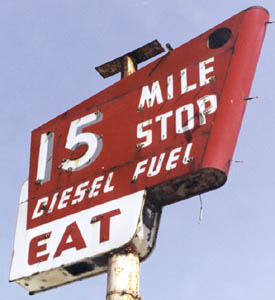 15 MILE
STOP
DIESEL FUEL
EAT